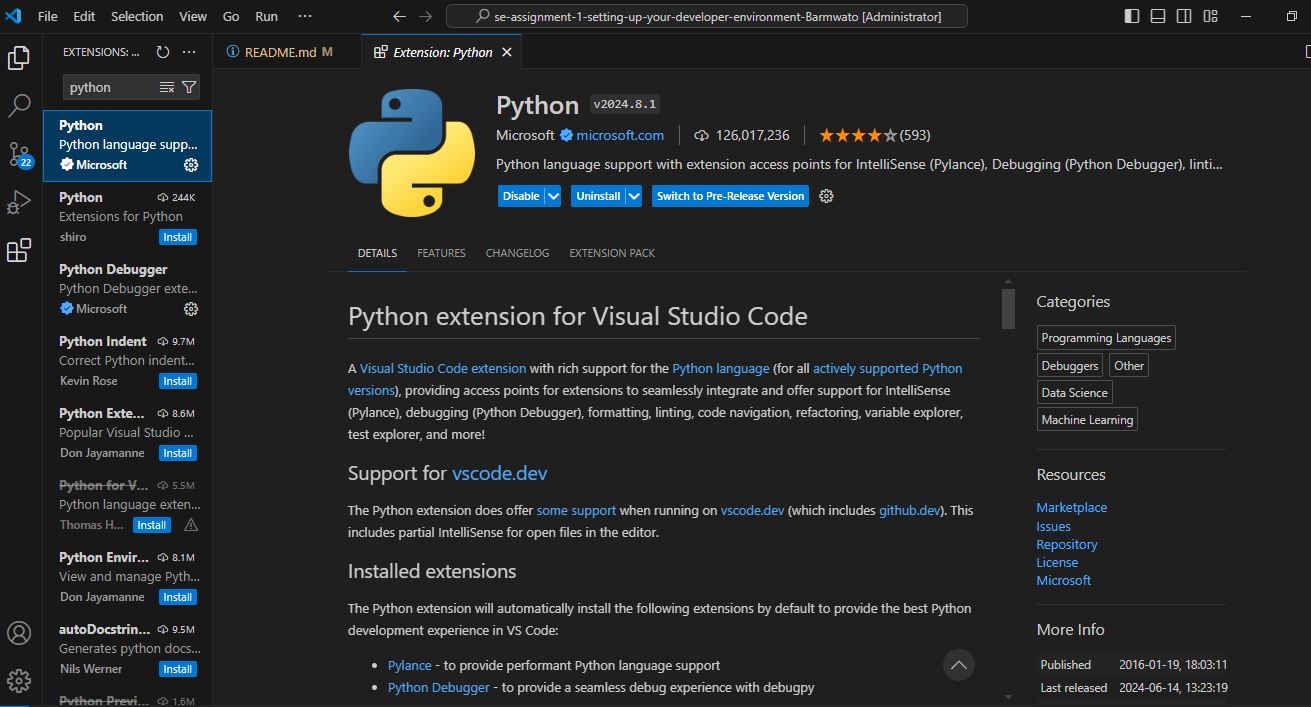 File Edit Selection View Go Run ···
se-assignment-1-setting-up-your-developer-environment-Barmwato [Administrator]
EXTENSIONS: ...
python
Python
Python language supp...
Microsoft
Python 244K
Extensions for Python
shiro Install
Python Debugger
Python Debugger exte...
Microsoft
Python Indent 9.7M
Correct Python indent...
Kevin Rose Install
Python Exte... 8.6M
Popular Visual Studio ...
Don Jayamanne Install
Python for V... 5.5M
Python language exten...
Thomas H... Install
Python Envir... 8.1M
View and manage Pyth...
Don Jayamanne Install
autoDocstrin... 9.5M
Generates python docs...
Nils Werner Install
Python Previ... 1.6M
22
README.md M
Extension: Python
Python v2024.8.1
Microsoft microsoft.com 126,017,236 (593)
Python language support with extension access points for IntelliSense (Pylance), Debugging (Python Debugger), linti...
Disable Uninstall Switch to Pre-Release Version
DETAILS FEATURES CHANGELOG EXTENSION PACK
Python extension for Visual Studio Code
A Visual Studio Code extension with rich support for the Python language (for all actively supported Python
versions), providing access points for extensions to seamlessly integrate and offer support for IntelliSense
(Pylance), debugging (Python Debugger), formatting, linting, code navigation, refactoring, variable explorer,
test explorer, and more!
Support for vscode.dev
The Python extension does offer some support when running on vscode.dev (which includes github.dev). This
includes partial IntelliSense for open files in the editor.
Installed extensions
The Python extension will automatically install the following extensions by default to provide the best Python
development experience in VS Code:
• Pylance - to provide performant Python language support
• Python Debugger - to provide a seamless debug experience with debugpy
Categories
Programming Languages
Debuggers Other
Data Science
Machine Learning
Resources
Marketplace
Issues
Repository
License
Microsoft
More Info
Published 2016-01-19, 18:03:11
Last released 2024-06-14, 13:23:19